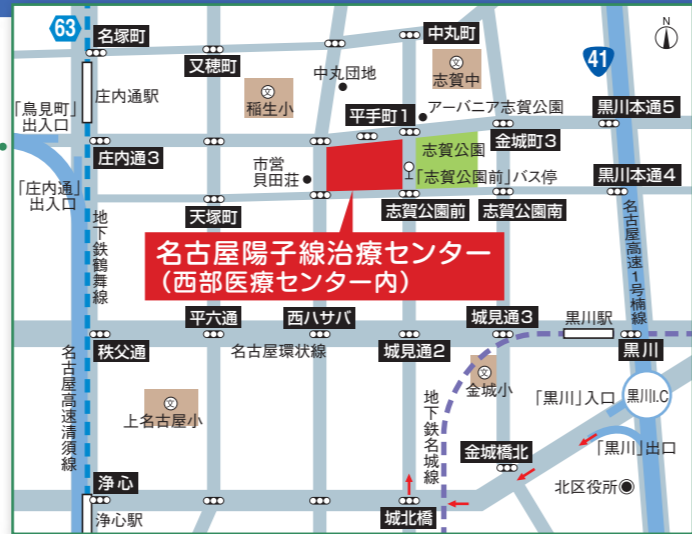 63
名塚町
中丸町
N
又穂町
41
文
志賀中
中丸団地
文
稲生小
庄内通駅
「鳥見町」
出入口
平手町1
アーバニア志賀公園
黒川本通5
金城町3
庄内通3
志賀公園
市営
貝田荘
「志賀公園前」バス停
黒川本通4
「庄内通」
出入口
天塚町
志賀公園前
志賀公園南
地下鉄鶴舞線
名古屋高速1号楠線
名古屋陽子線治療センター
(西部医療センター内)
平六通
西ハサバ
城見通3
黒川駅
秩父通
名古屋環状線
城見通2
黒川
名古屋高速清須線
文
金城小
文
上名古屋小
地下鉄名城線
「黒川」入口
黒川I.C
金城橋北
「黒川」出口
浄心
北区役所
浄心駅
城北橋